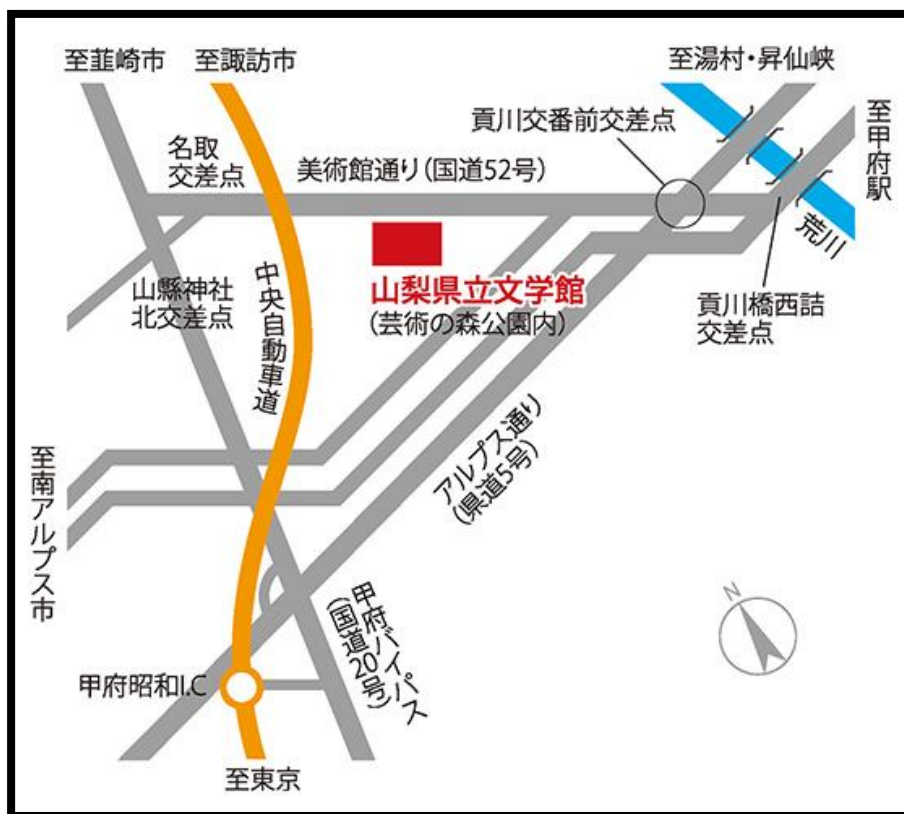 至韮崎市
至諏訪市
至湯村・昇仙峡
貢川交番前交差点
至甲府駅
名取
交差点
美術館通り(国道52号)
荒川
山縣神社
北交差点
中央自動車道
山梨県立文学館
(芸術の森公園内)
貢川橋西詰
交差点
アルプス通り
(県道5号)
至南アルプス市
甲府バイパス
(国道20号)
N
甲府昭和I.C
至東京